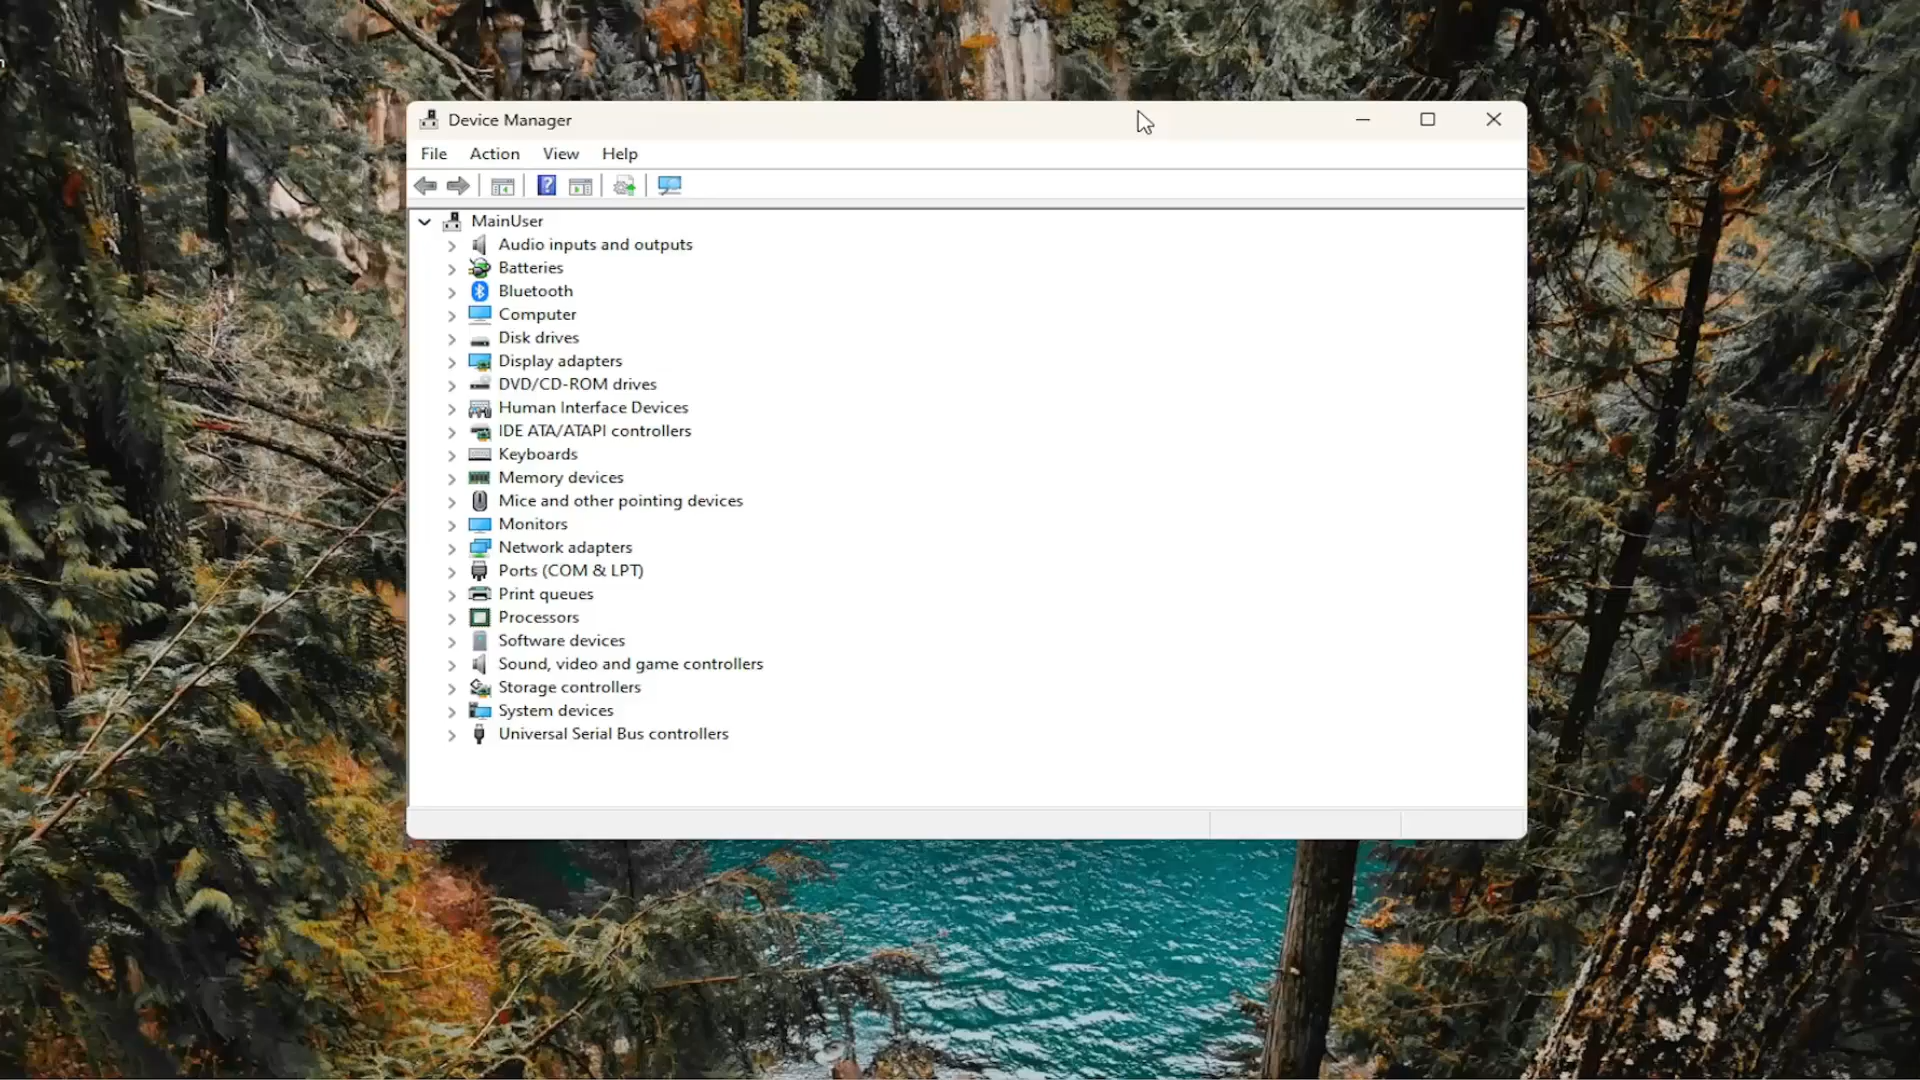 Device Manager
File Action View Help
MainUser
Audio inputs and outputs
Batteries
Bluetooth
Computer
Disk drives
Display adapters
DVD/CD-ROM drives
Human Interface Devices
IDE ATA/ATAPI controllers
Keyboards
Memory devices
Mice and other pointing devices
Monitors
Network adapters
Ports (COM & LPT)
Print queues
Processors
Software devices
Sound, video and game controllers
Storage controllers
System devices
Universal Serial Bus controllers